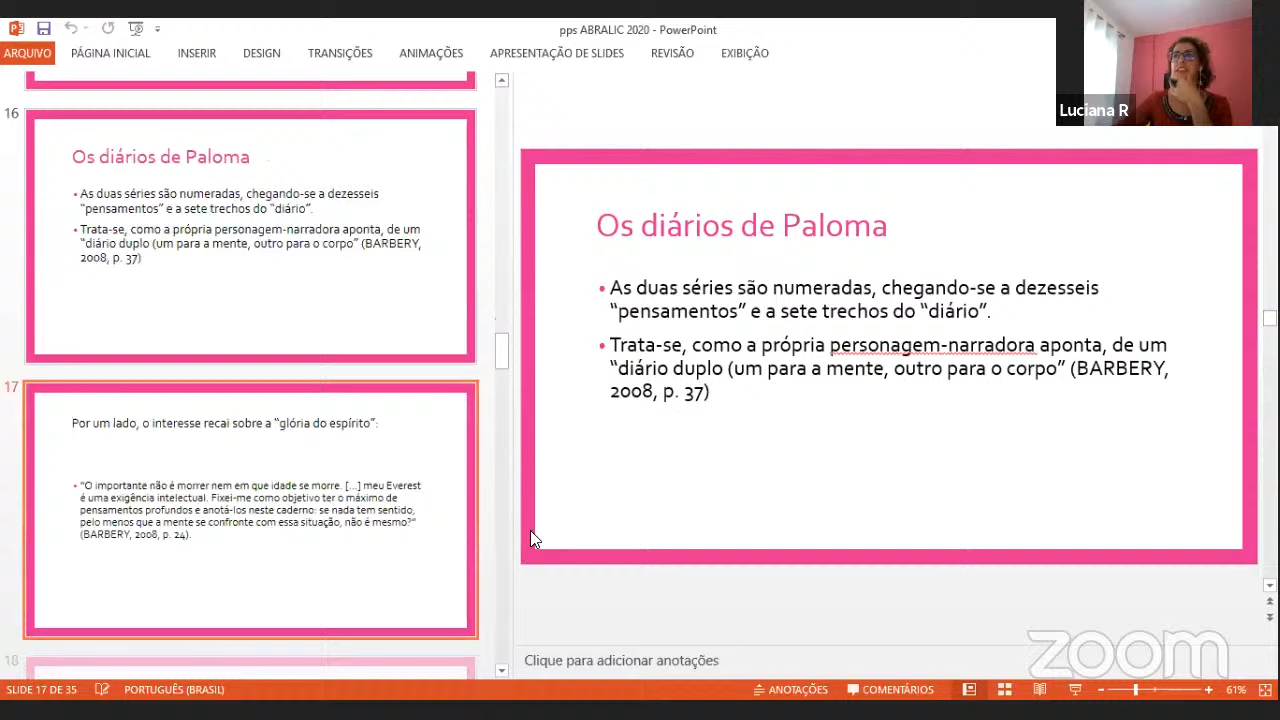 pps ABRALIC 2020 - PowerPoint
ARQUIVO PÁGINA INICIAL INSERIR DESIGN TRANSIÇÕES ANIMAÇÕES APRESENTAÇÃO DE SLIDES REVISÃO EXIBIÇÃO
Luciana R
16
Os diários de Paloma
• As duas séries são numeradas, chegando-se a dezesseis
“pensamentos” e a sete trechos do “diário”.
• Trata-se, como a própria personagem-narradora aponta, de um
“diário duplo (um para a mente, outro para o corpo” (BARBERY,
2008, p. 37)
17
Por um lado, o interesse recai sobre a “glória do espírito”:
• “O importante não é morrer nem em que idade se morre. [...] meu Everest
é uma exigência intelectual. Fixei-me como objetivo ter o máximo de
pensamentos profundos e anotá-los neste caderno: se nada tem sentido,
pelo menos que a mente se confronte com essa situação, não é mesmo?”
(BARBERY, 2008, p. 24).
18
Os diários de Paloma
• As duas séries são numeradas, chegando-se a dezesseis
“pensamentos” e a sete trechos do “diário”.
• Trata-se, como a própria personagem-narradora aponta, de um
“diário duplo (um para a mente, outro para o corpo” (BARBERY,
2008, p. 37)
Clique para adicionar anotações
zoom
SLIDE 17 DE 35 PORTUGUÊS (BRASIL) ANOTAÇÕES COMENTÁRIOS 61%